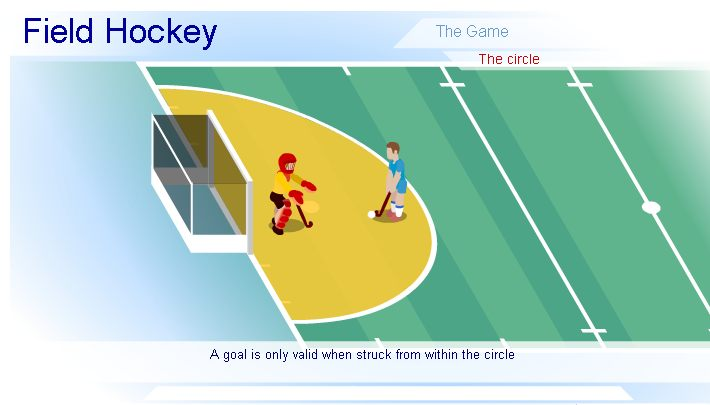 Field Hockey
The Game
The circle
A goal is only valid when struck from within the circle